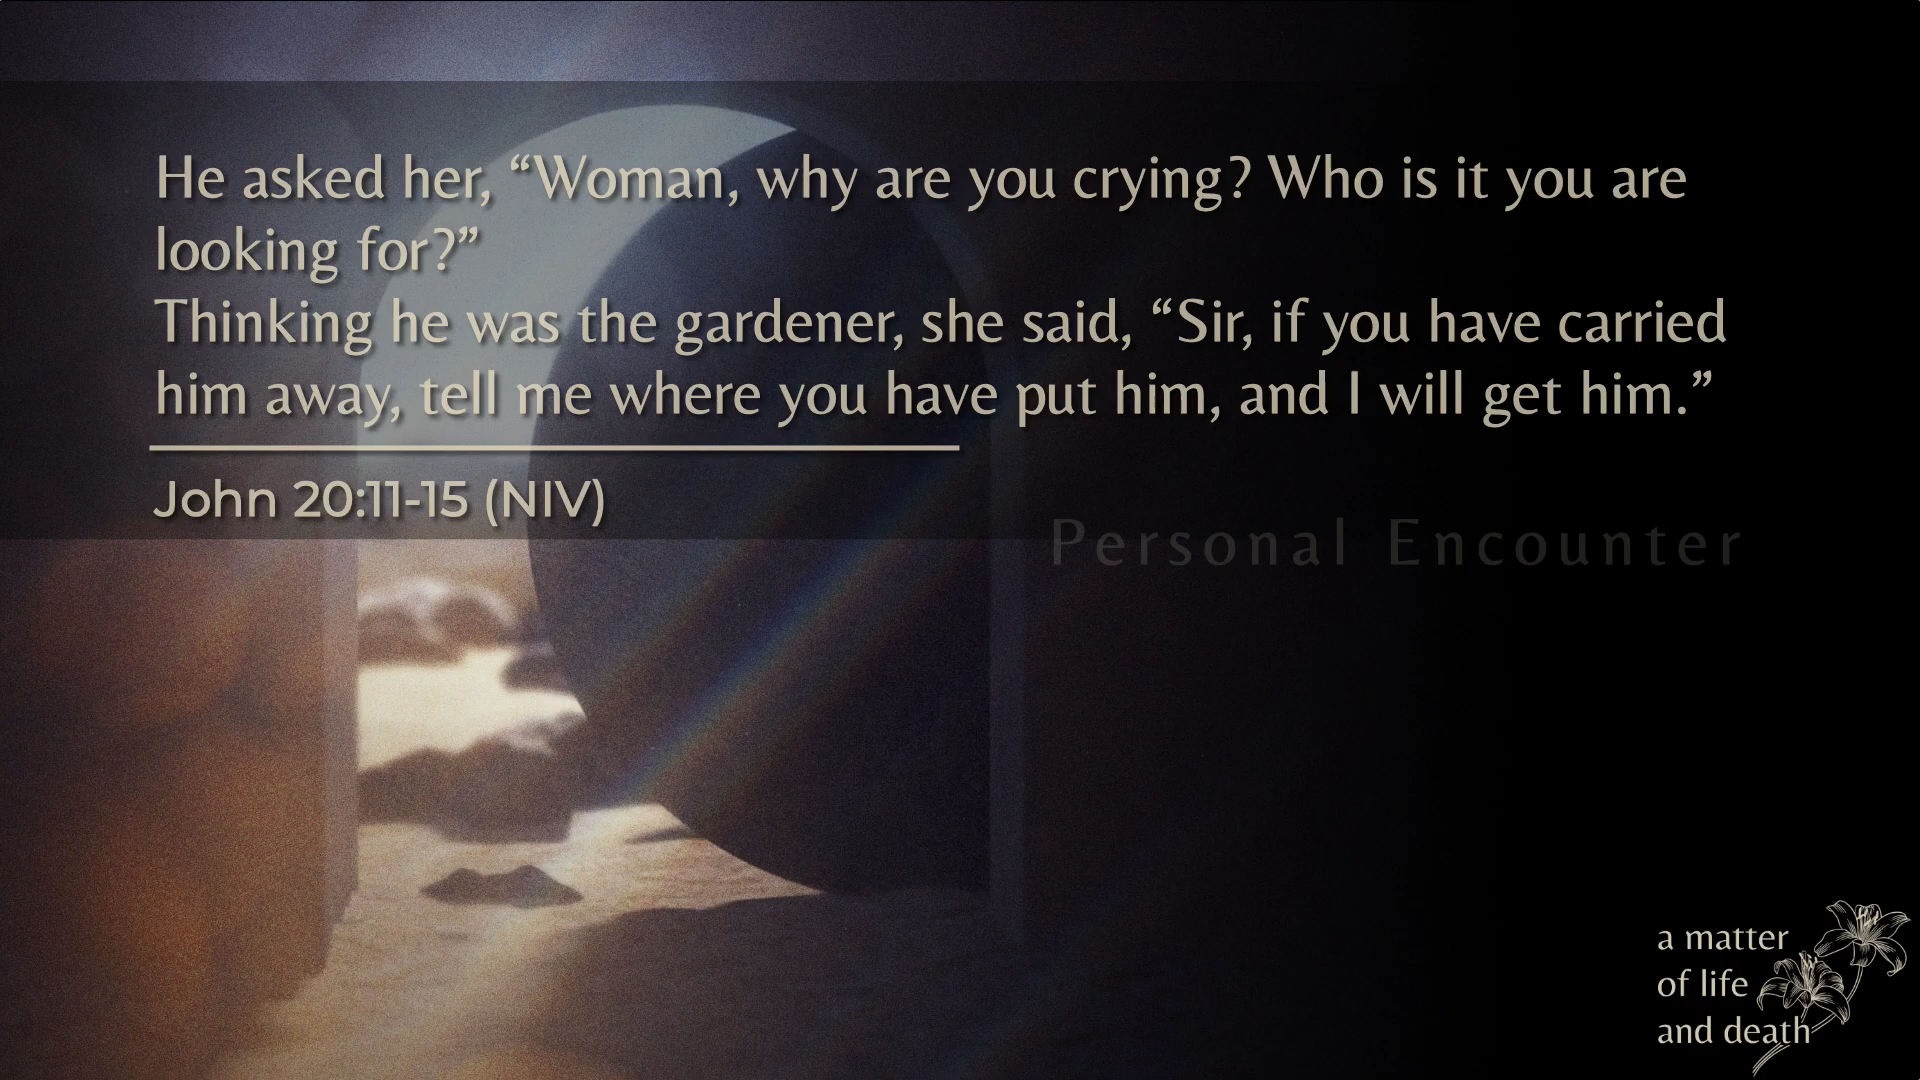 He asked her, “Woman, why are you crying? Who is it you are
looking for?”
Thinking he was the gardener, she said, “Sir, if you have carried
him away, tell me where you have put him, and I will get him.”
John 20:11-15 (NIV)
Personal Encounter
a matter
of life
and death